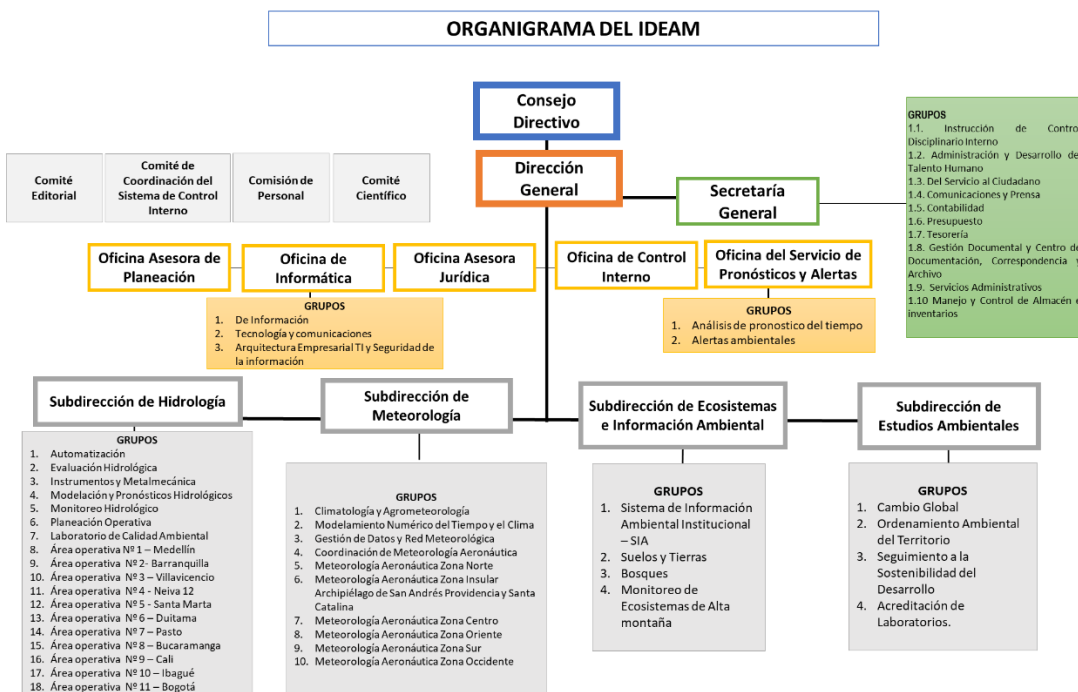 ORGANIGRAMA DEL IDEAM
Consejo
Directivo
Dirección
General
Secretaría
General
GRUPOS
1.1. Instrucción de Contro
Disciplinario Interno
1.2. Administración y Desarrollo de
Talento Humano
1.3. Del Servicio al Ciudadano
1.4. Comunicaciones y Prensa
1.5. Contabilidad
1.6. Presupuesto
1.7. Tesorería
1.8. Gestión Documental y Centro de
Documentación, Correspondencia y
Archivo
1.9. Servicios Administrativos
1.10 Manejo y Control de Almacén e
inventarios
Comité
Editorial
Comité de
Coordinación del
Sistema de Control
Interno
Comisión de
Personal
Comité
Científico
Oficina Asesora de
Planeación
Oficina de
Informática
Oficina Asesora
Jurídica
Oficina de Control
Interno
Oficina del Servicio de
Pronósticos y Alertas
GRUPOS
1. De Información
2. Tecnología y comunicaciones
3. Arquitectura Empresarial TI y Seguridad de
la información
GRUPOS
1. Análisis de pronostico del tiempo
2. Alertas ambientales
Subdirección de Hidrología
Subdirección de
Meteorología
Subdirección de Ecosistemas
e Información Ambiental
Subdirección de
Estudios Ambientales
GRUPOS
1. Automatización
2. Evaluación Hidrológica
3. Instrumentos y Metalmecánica
4. Modelación y Pronósticos Hidrológicos
5. Monitoreo Hidrológico
6. Planeación Operativa
7. Laboratorio de Calidad Ambiental
8. Área operativa Nº 1 – Medellín
9. Área operativa Nº 2- Barranquilla
10. Área operativa Nº 3 – Villavicencio
11. Área operativa Nº 4 - Neiva 12
12. Área operativa Nº 5 - Santa Marta
13. Área operativa Nº 6 – Duitama
14. Área operativa Nº 7 – Pasto
15. Área operativa Nº 8 – Bucaramanga
16. Área operativa Nº 9 – Cali
17. Área operativa Nº 10 – Ibagué
18. Área operativa Nº 11 – Bogotá
GRUPOS
1. Climatología y Agrometeorología
2. Modelamiento Numérico del Tiempo y el Clima
3. Gestión de Datos y Red Meteorológica
4. Coordinación de Meteorología Aeronáutica
5. Meteorología Aeronáutica Zona Norte
6. Meteorología Aeronáutica Zona Insular
Archipiélago de San Andrés Providencia y Santa
Catalina
7. Meteorología Aeronáutica Zona Centro
8. Meteorología Aeronáutica Zona Oriente
9. Meteorología Aeronáutica Zona Sur
10. Meteorología Aeronáutica Zona Occidente
GRUPOS
1. Sistema de Información
Ambiental Institucional
– SIA
2. Suelos y Tierras
3. Bosques
4. Monitoreo de
Ecosistemas de Alta
montaña
GRUPOS
1. Cambio Global
2. Ordenamiento Ambiental
del Territorio
3. Seguimiento a la
Sostenibilidad del
Desarrollo
4. Acreditación de
Laboratorios.